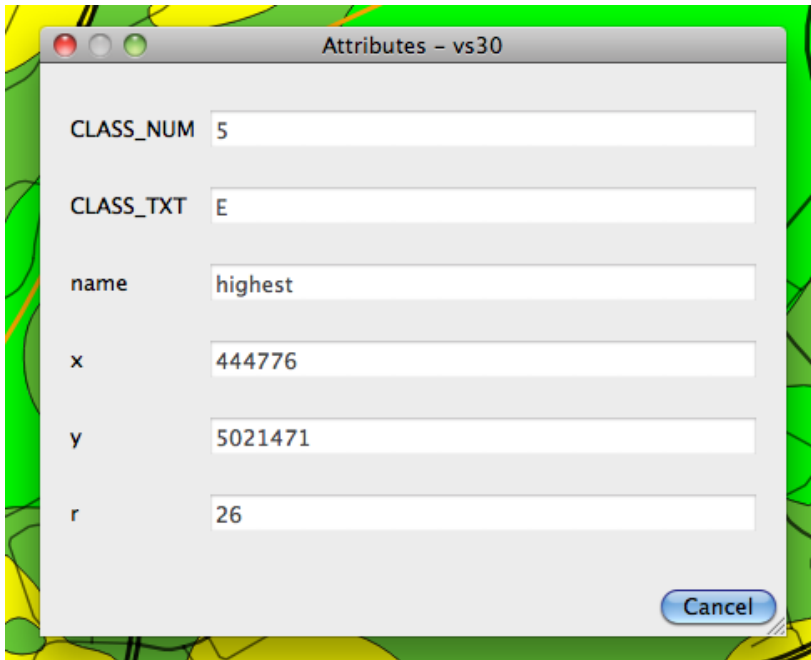 Attributes – vs30
CLASS_NUM 5
CLASS_TXT E
name highest
x 444776
y 5021471
r 26
Cancel